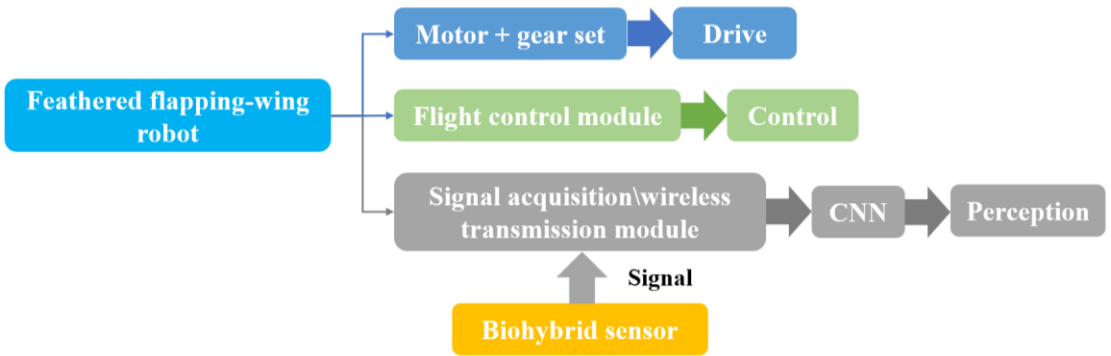 Motor + gear set
Drive
Feathered flapping-wing
robot
Flight control module
Control
Signal acquisition\wireless
transmission module
CNN
Perception
Signal
Biohybrid sensor